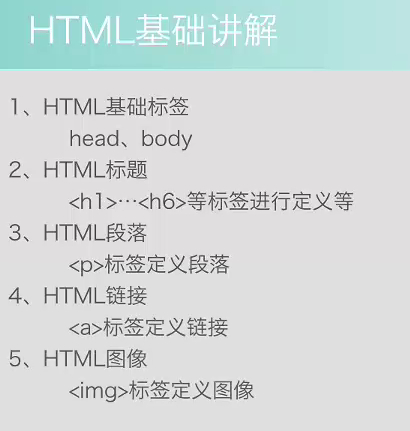 HTML基础讲解
1、HTML基础标签
head、body
2、HTML标题
<h1>…<h6>等标签进行定义等
3、HTML段落
<p>标签定义段落
4、HTML链接
<a>标签定义链接
5、HTML图像
<img>标签定义图像